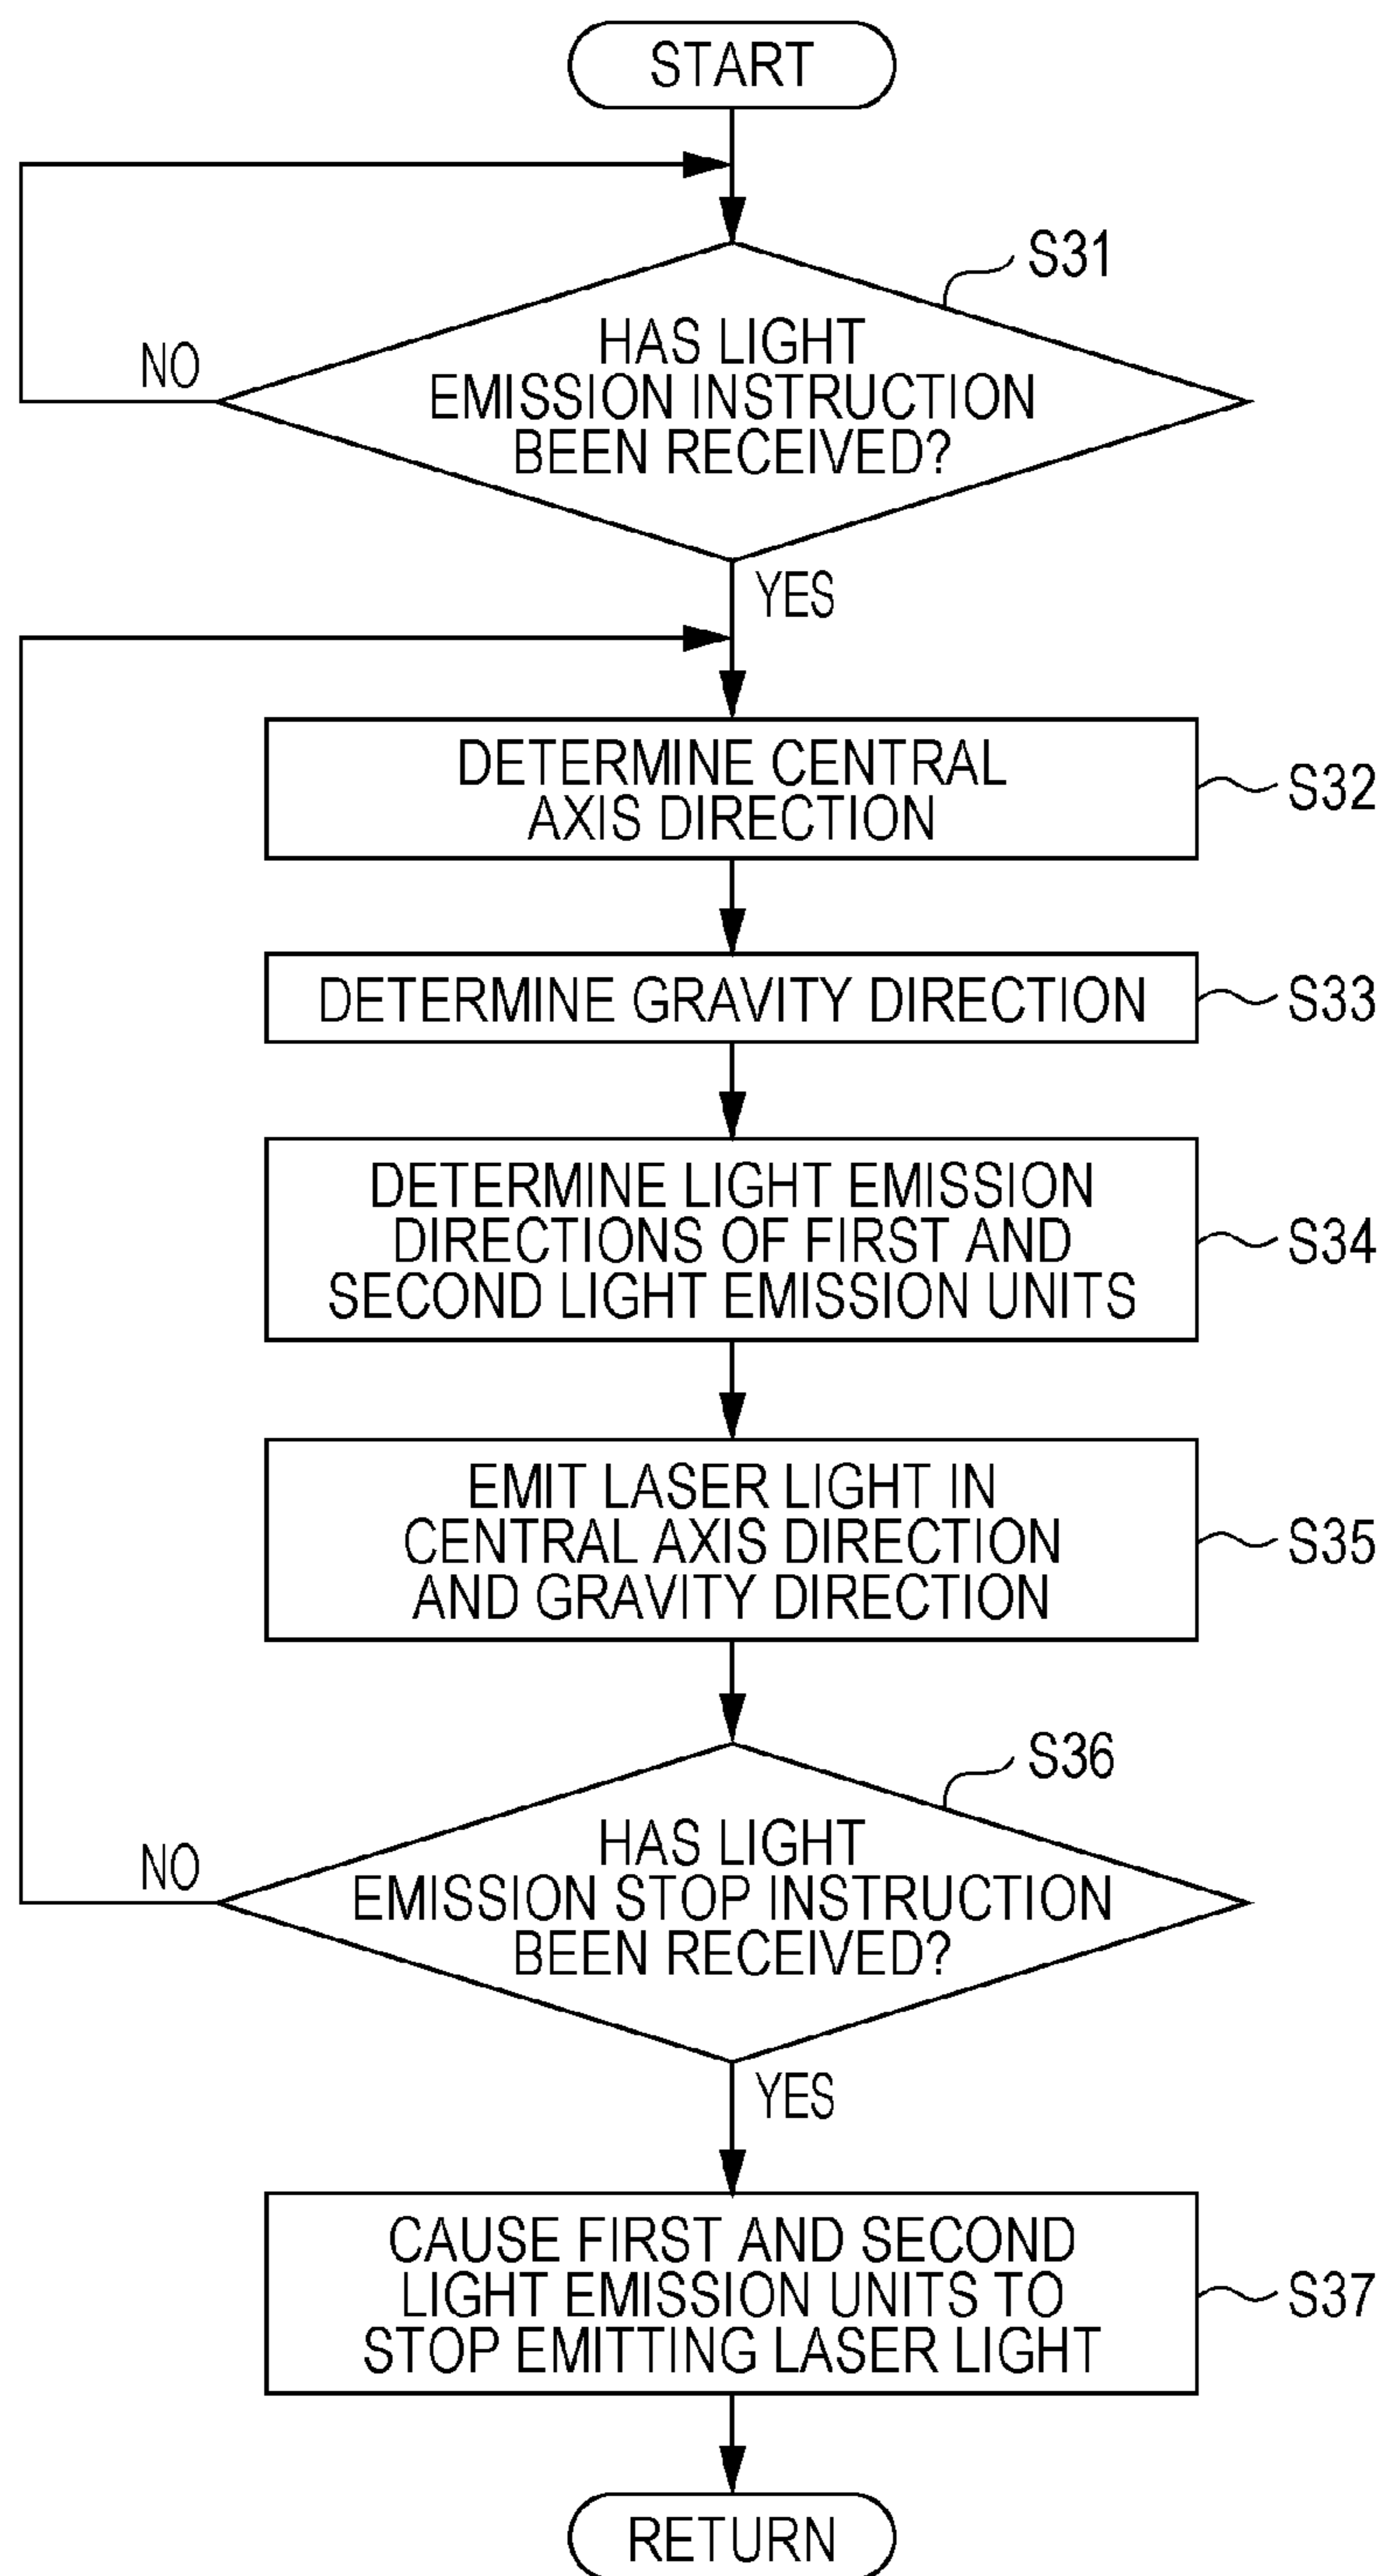 START
S31
HAS LIGHT
EMISSION INSTRUCTION
BEEN RECEIVED?
NO
YES
DETERMINE CENTRAL
AXIS DIRECTION
S32
DETERMINE GRAVITY DIRECTION
S33
DETERMINE LIGHT EMISSION
DIRECTIONS OF FIRST AND
SECOND LIGHT EMISSION UNITS
S34
EMIT LASER LIGHT IN
CENTRAL AXIS DIRECTION
AND GRAVITY DIRECTION
S35
S36
HAS LIGHT
EMISSION STOP INSTRUCTION
BEEN RECEIVED?
NO
YES
CAUSE FIRST AND SECOND
LIGHT EMISSION UNITS TO
STOP EMITTING LASER LIGHT
S37
RETURN